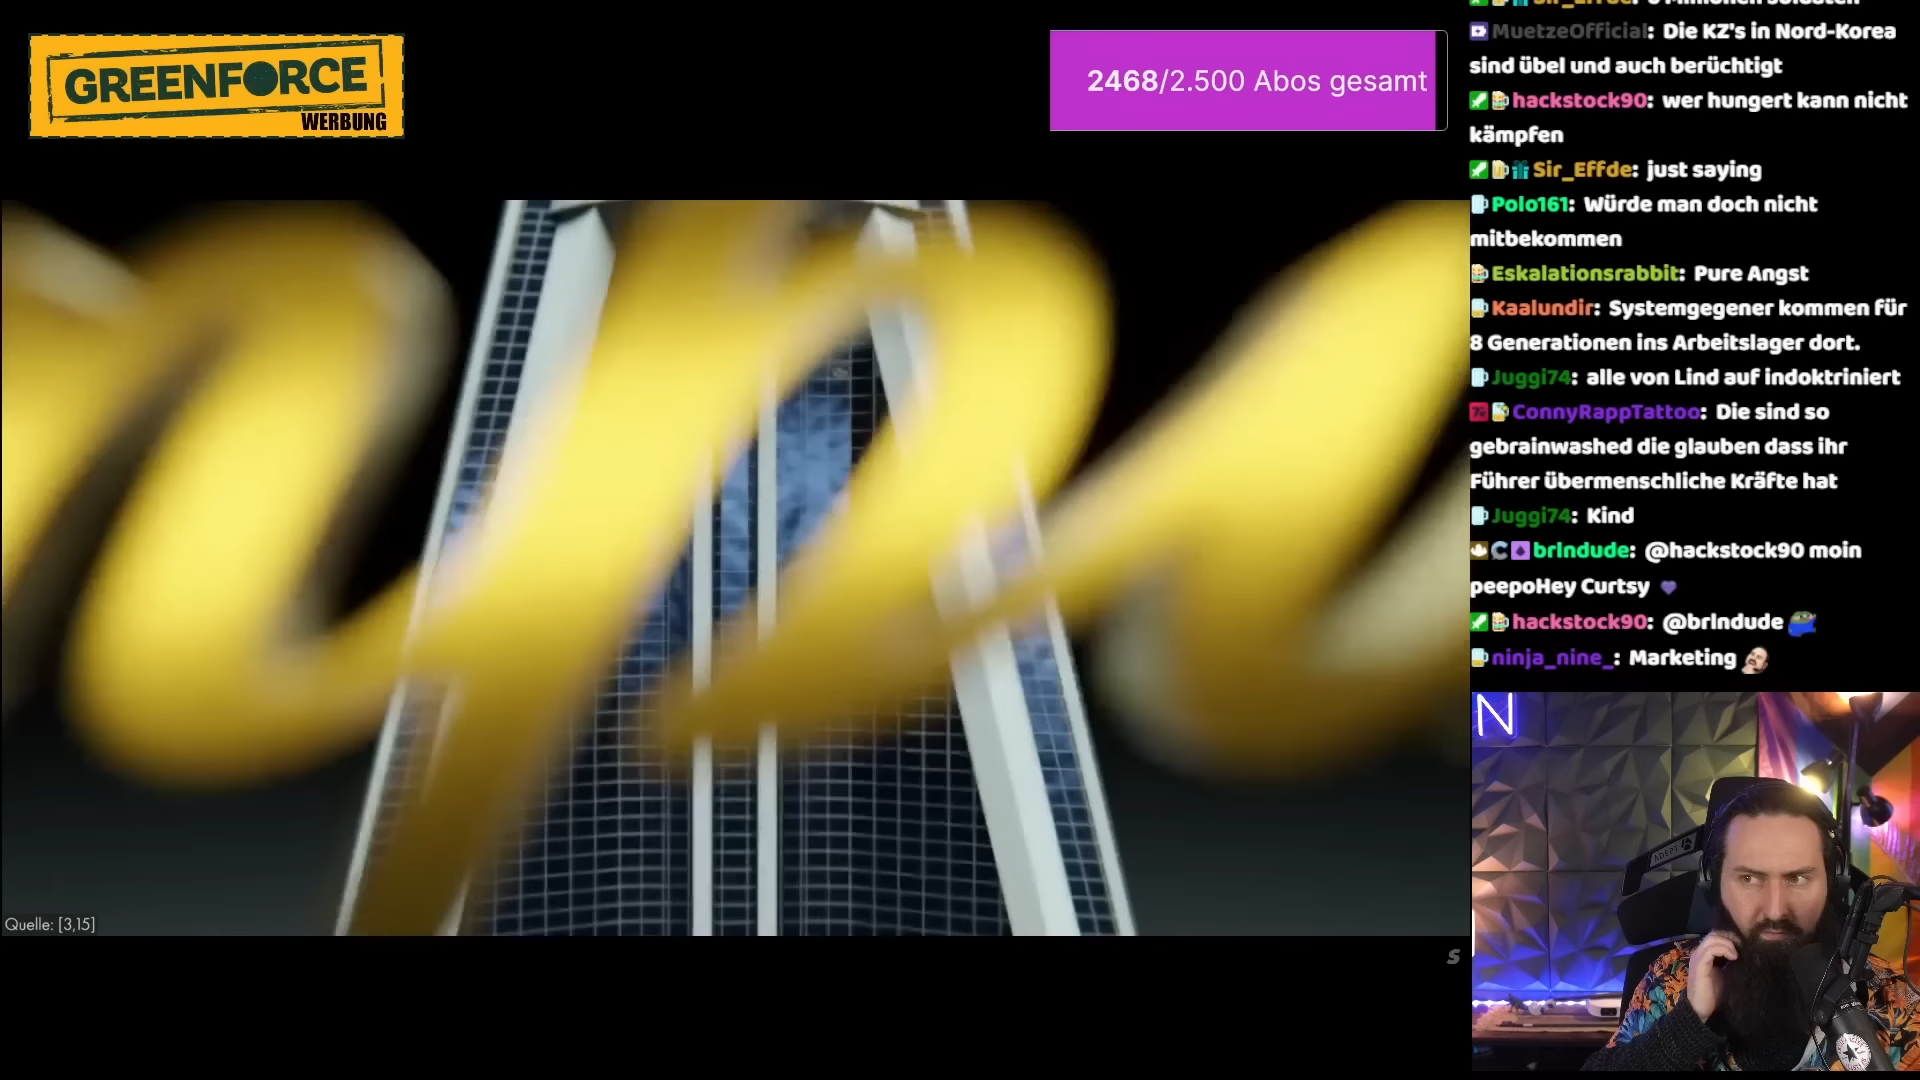 GREENFORCE
WERBUNG
2468/2.500 Abos gesamt
MuetzeOfficial: Die KZ's in Nord-Korea
sind übel und auch berüchtigt
hackstock90: wer hungert kann nicht
kämpfen
Sir_Effde: just saying
Polo161: Würde man doch nicht
mitbekommen
Eskalationsrabbit: Pure Angst
Kaalundir: Systemgegener kommen für
8 Generationen ins Arbeitslager dort.
Juggi74: alle von Lind auf indoktriniert
ConnyRappTattoo: Die sind so
gebrainwashed die glauben dass ihr
Führer übermenschliche Kräfte hat
Juggi74: Kind
br1ndude: @hackstock90 moin
peepoHey Curtsy
hackstock90: @br1ndude
ninja_nine_: Marketing
N
ADEPT
Quelle: [3,15]
S